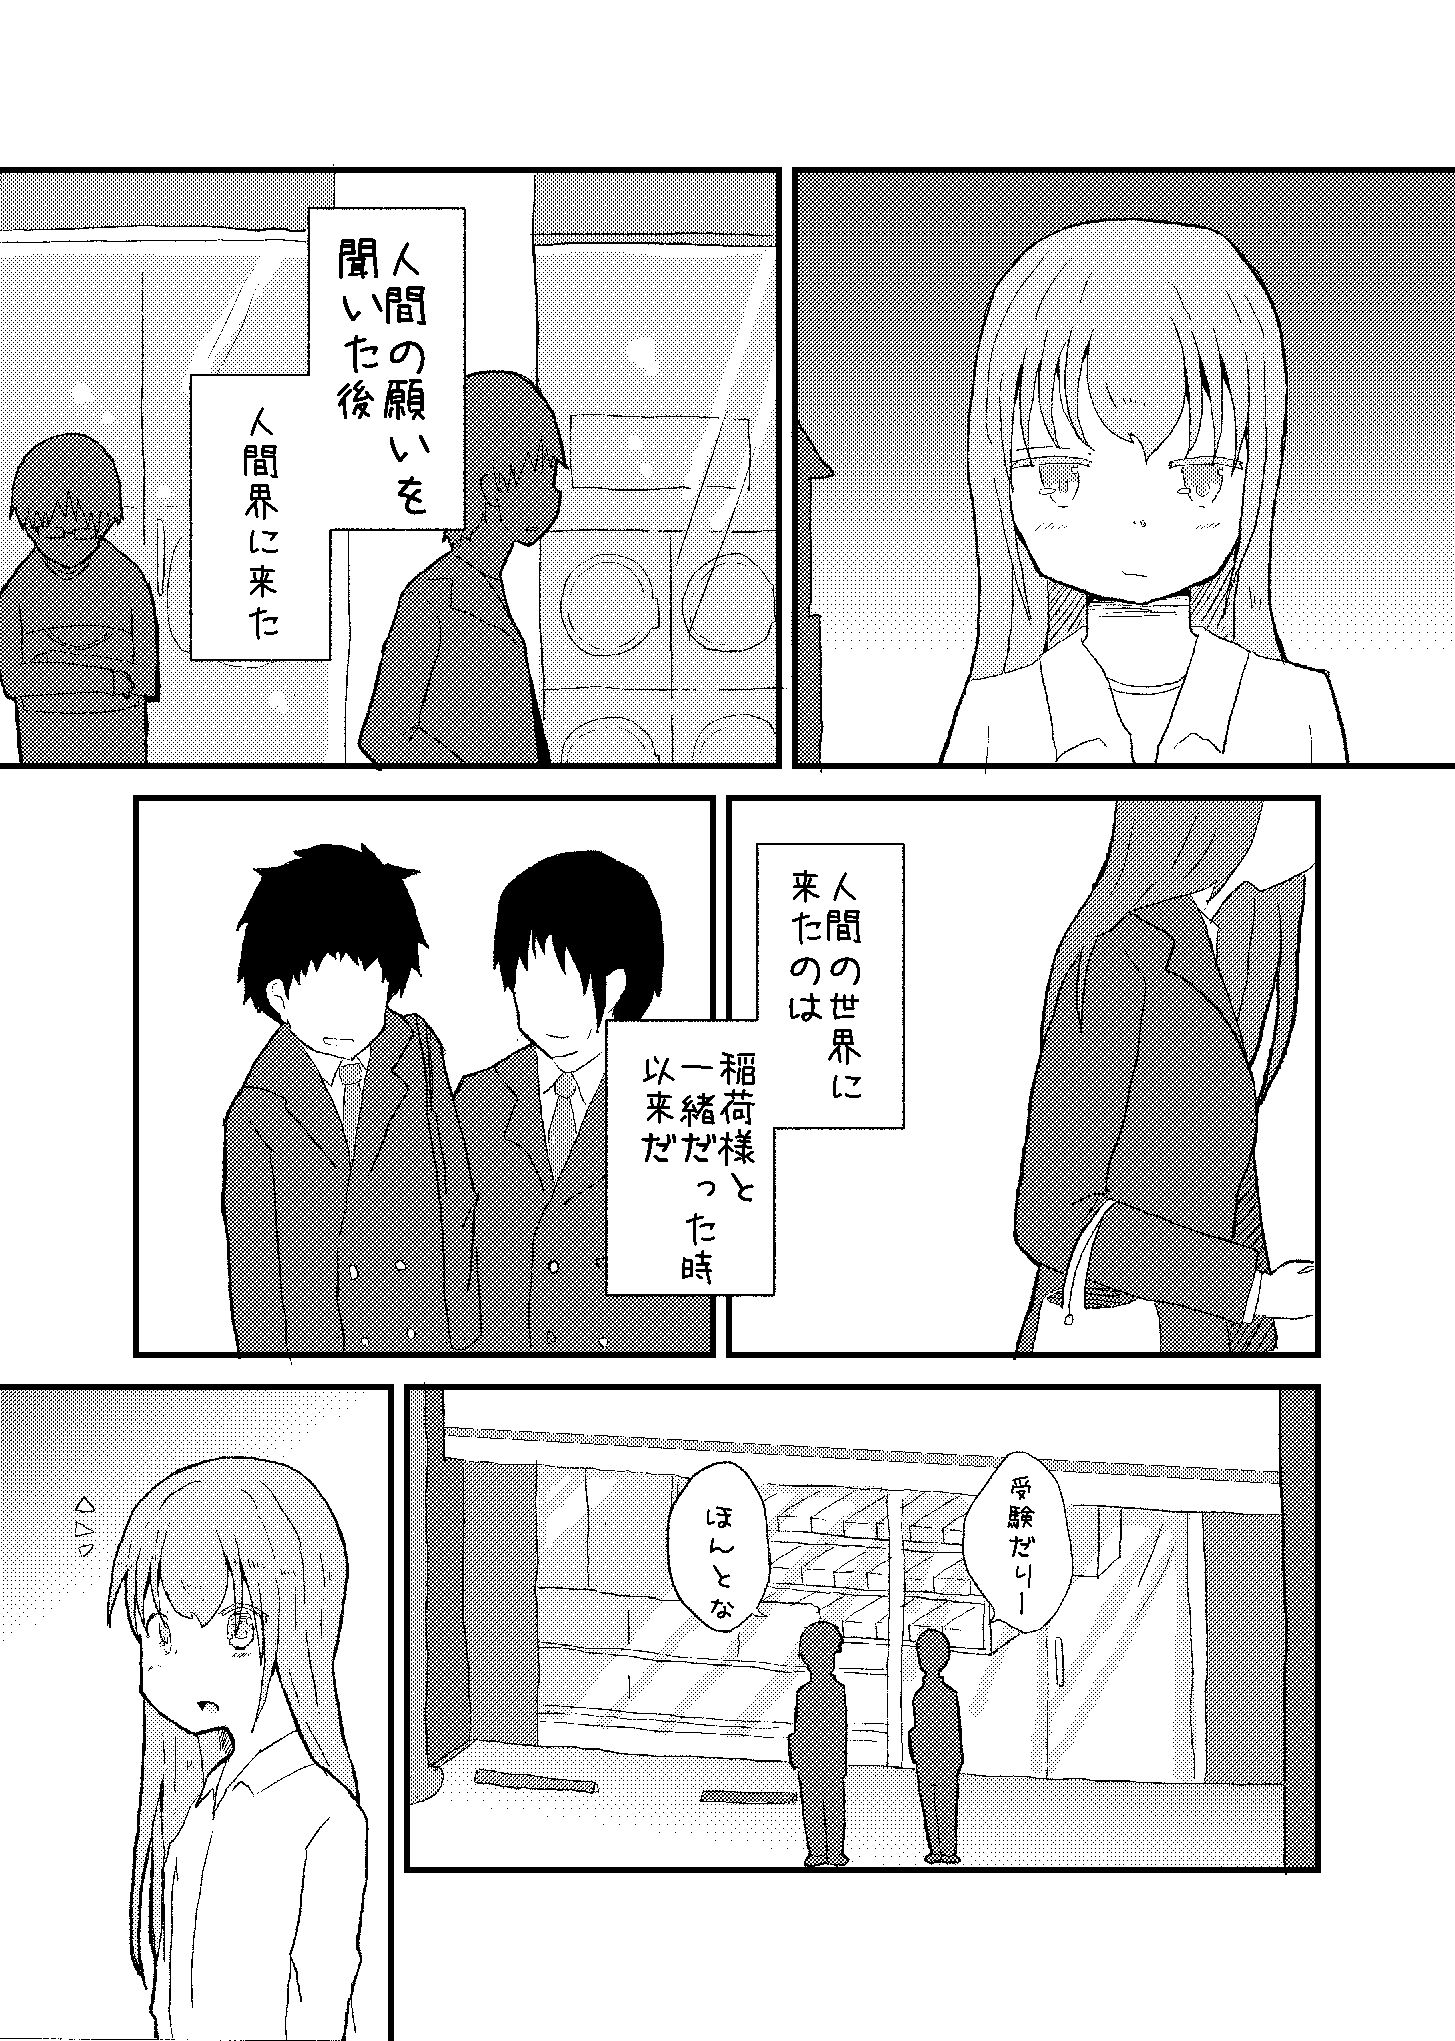 人間の願いを
聞いた後
人間界に来た
人間の世界に
来たのは
稲荷様と
一緒だった時
以来だ
受験だりー
ほんとな